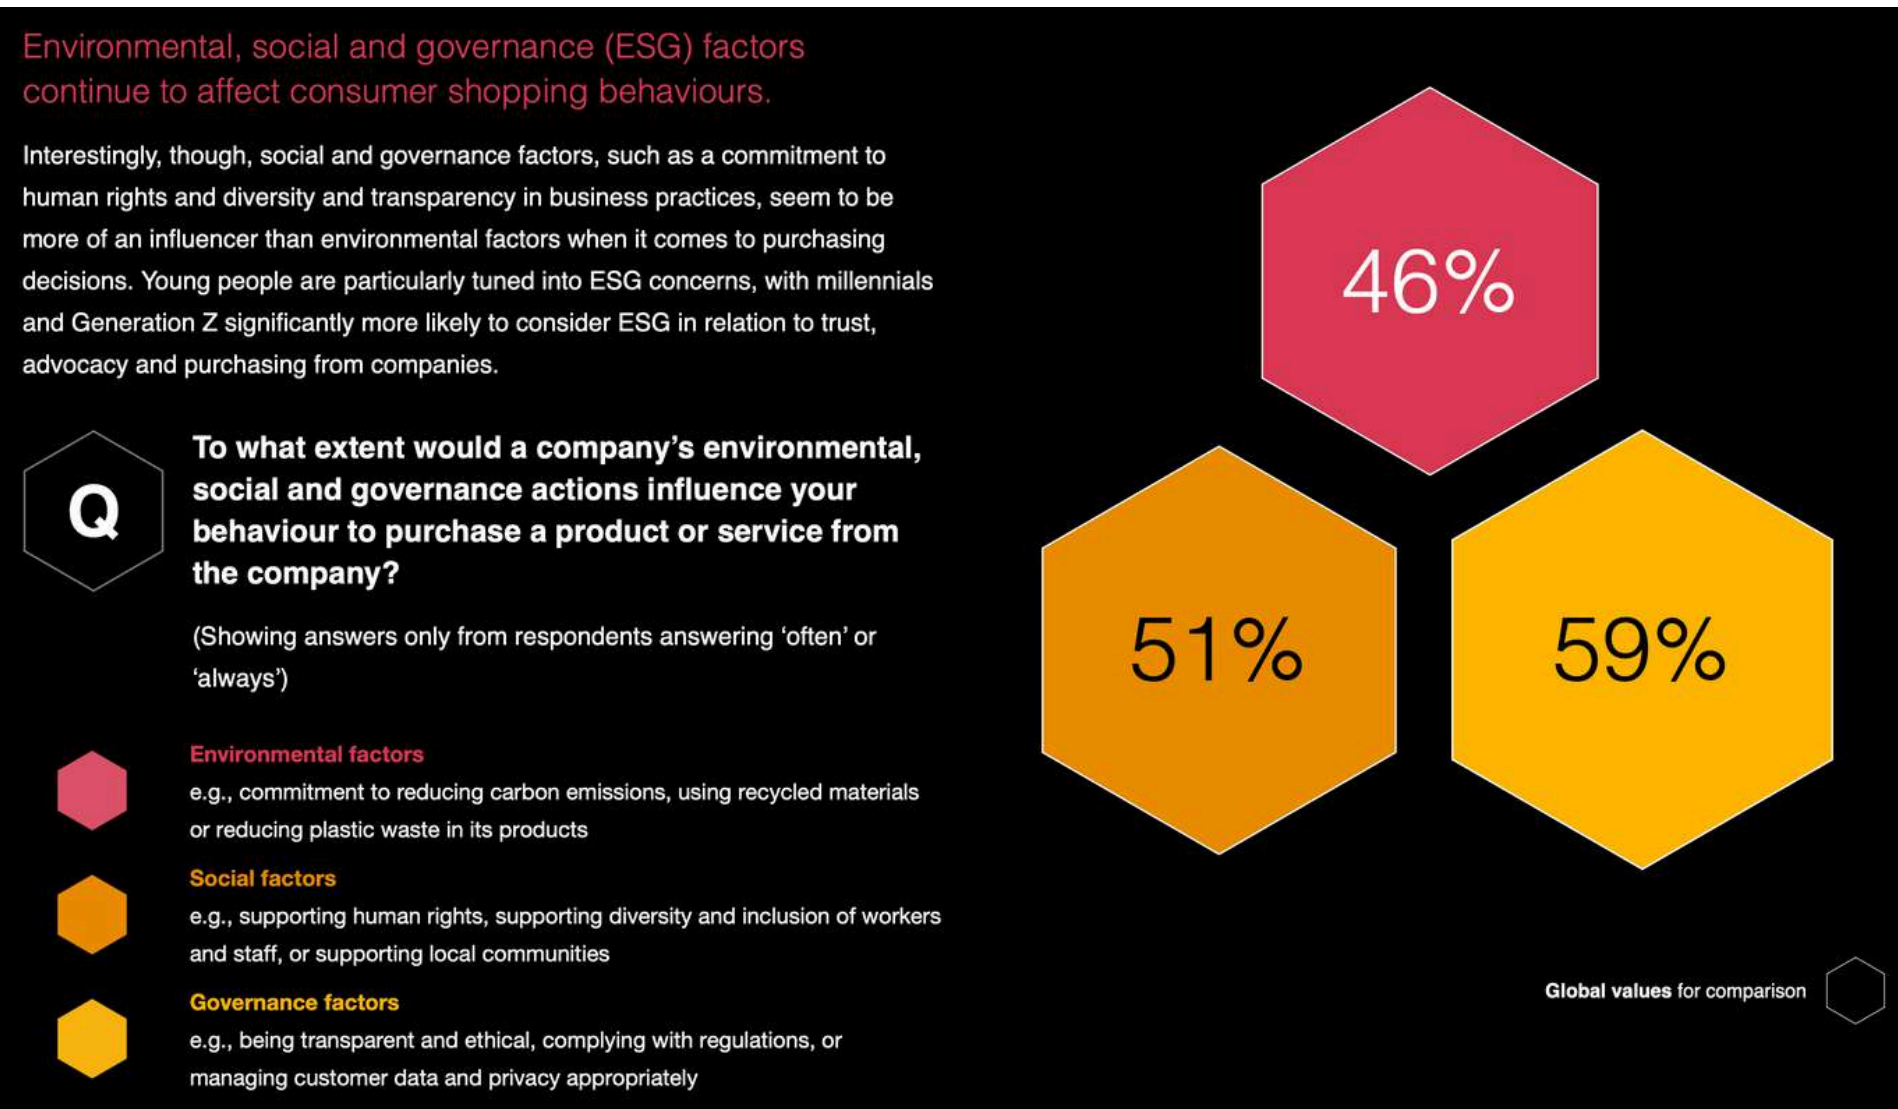 Environmental, social and governance (ESG) factors
continue to affect consumer shopping behaviours.
Interestingly, though, social and governance factors, such as a commitment to
human rights and diversity and transparency in business practices, seem to be
more of an influencer than environmental factors when it comes to purchasing
decisions. Young people are particularly tuned into ESG concerns, with millennials
and Generation Z significantly more likely to consider ESG in relation to trust,
advocacy and purchasing from companies.
Q
To what extent would a company’s environmental,
social and governance actions influence your
behaviour to purchase a product or service from
the company?
(Showing answers only from respondents answering ‘often’ or
‘always’)
Environmental factors
e.g., commitment to reducing carbon emissions, using recycled materials
or reducing plastic waste in its products
Social factors
e.g., supporting human rights, supporting diversity and inclusion of workers
and staff, or supporting local communities
Governance factors
e.g., being transparent and ethical, complying with regulations, or
managing customer data and privacy appropriately
46%
51%
59%
Global values for comparison